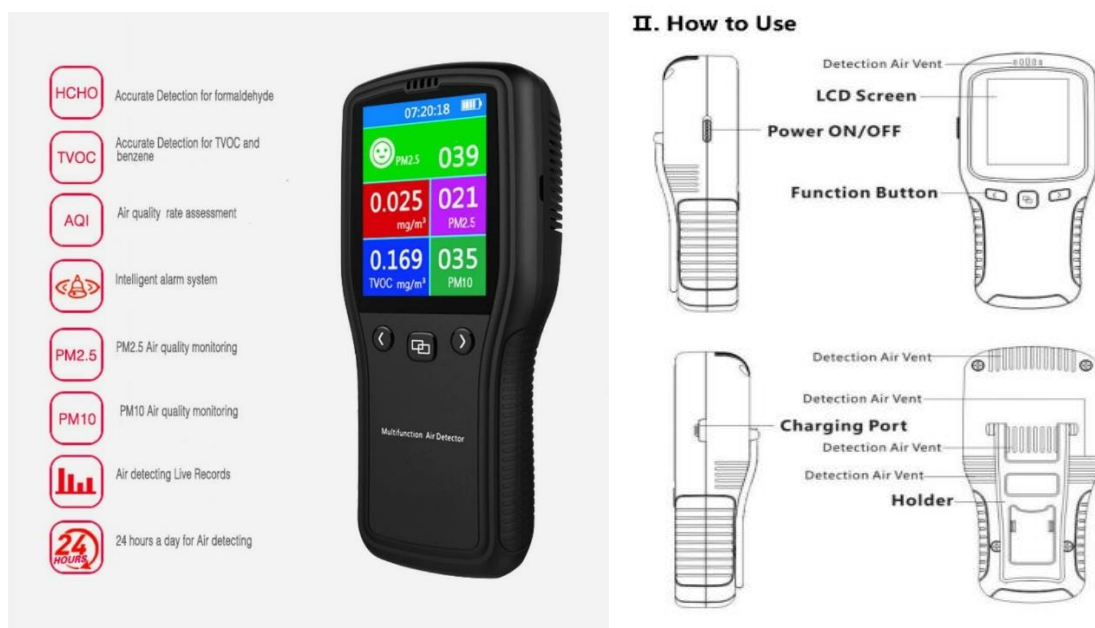 HCHO
Accurate Detection for formaldehyde
TVOC
Accurate Detection for TVOC and
benzene
AQI
Air quality rate assessment
Intelligent alarm system
PM2.5
PM2.5 Air quality monitoring
PM10
PM10 Air quality monitoring
Air detecting Live Records
24
HOURS
24 hours a day for Air detecting
07:20:18
PM2.5 039
0.025
mg/m³
021
PM2.5
0.169
TVOC mg/m³
035
PM10
Multifunction Air Detector
II. How to Use
Detection Air Vent
LCD Screen
Power ON/OFF
Function Button
Detection Air Vent
Detection Air Vent
Charging Port
Detection Air Vent
Detection Air Vent
Holder